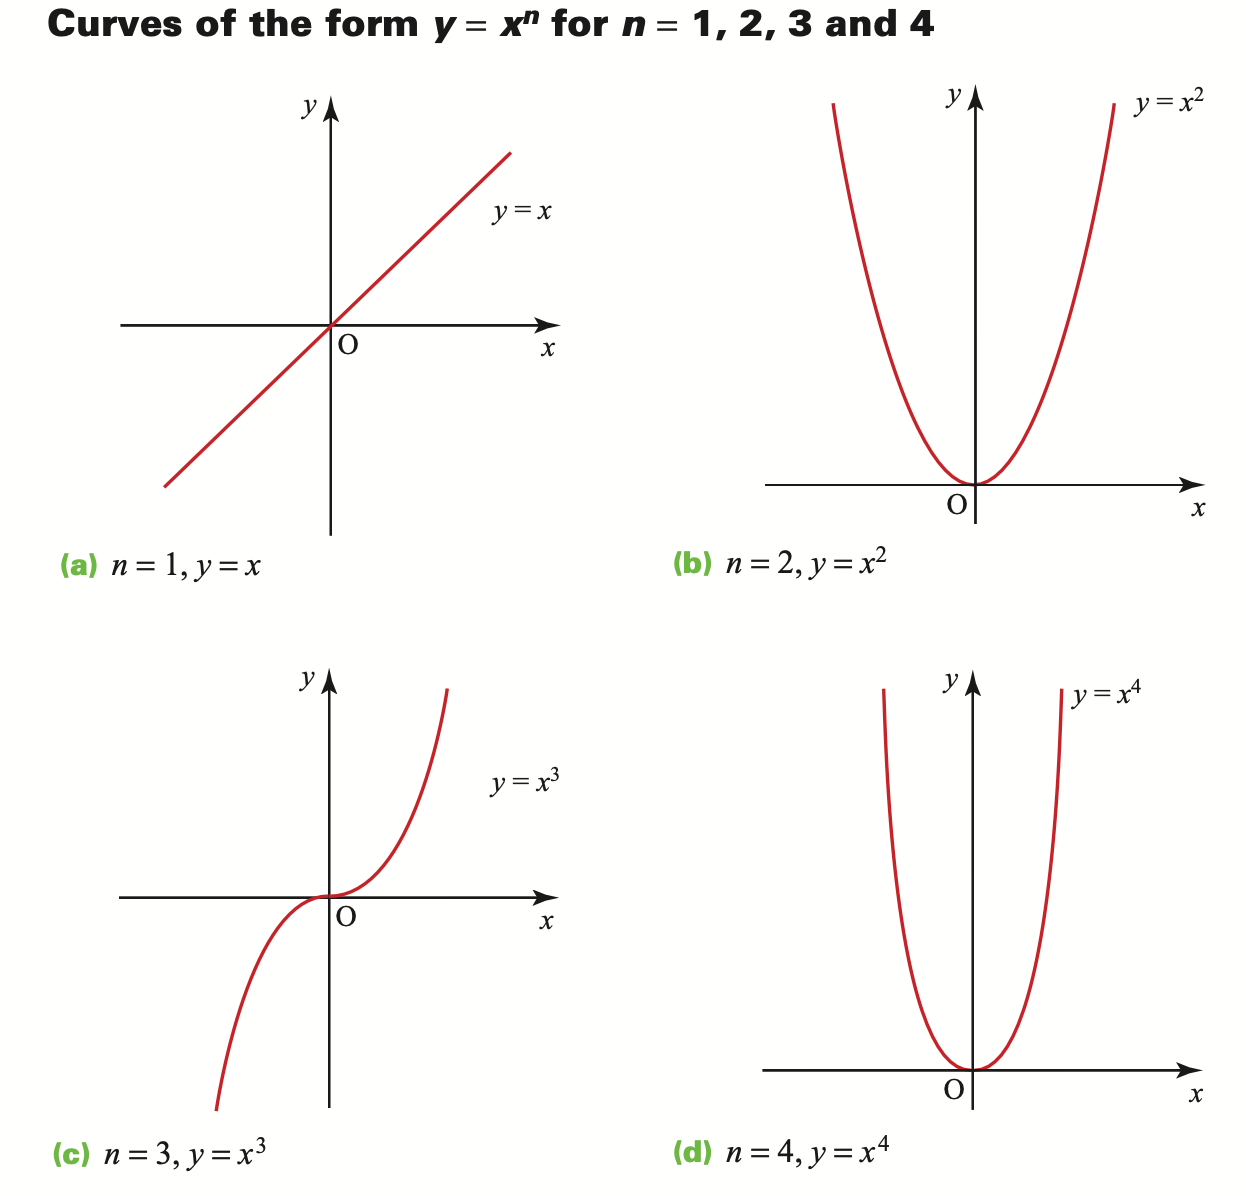 Curves of the form y = xⁿ for n = 1, 2, 3 and 4
y
y = x
O
x
(a) n = 1, y = x
y
y = x²
O
x
(b) n = 2, y = x²
y
y = x³
O
x
(c) n = 3, y = x³
y
y = x⁴
O
x
(d) n = 4, y = x⁴